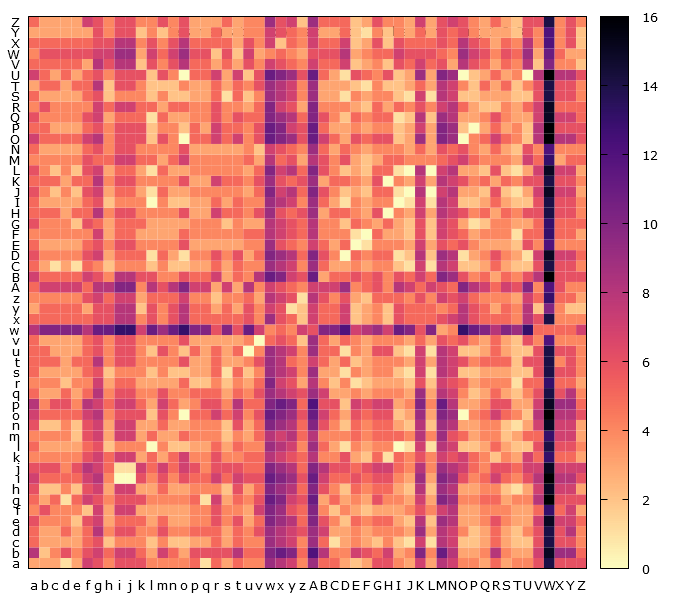 Z
Y
X
W
V
U
T
S
R
Q
P
O
N
M
L
K
J
I
H
G
F
E
D
C
B
A
z
y
x
w
v
u
t
s
r
q
p
o
n
m
l
k
j
i
h
g
f
e
d
c
b
a
a b c d e f g h i j k l m n o p q r s t u v w x y z A B C D E F G H I J K L M N O P Q R S T U V W X Y Z
16
14
12
10
8
6
4
2
0